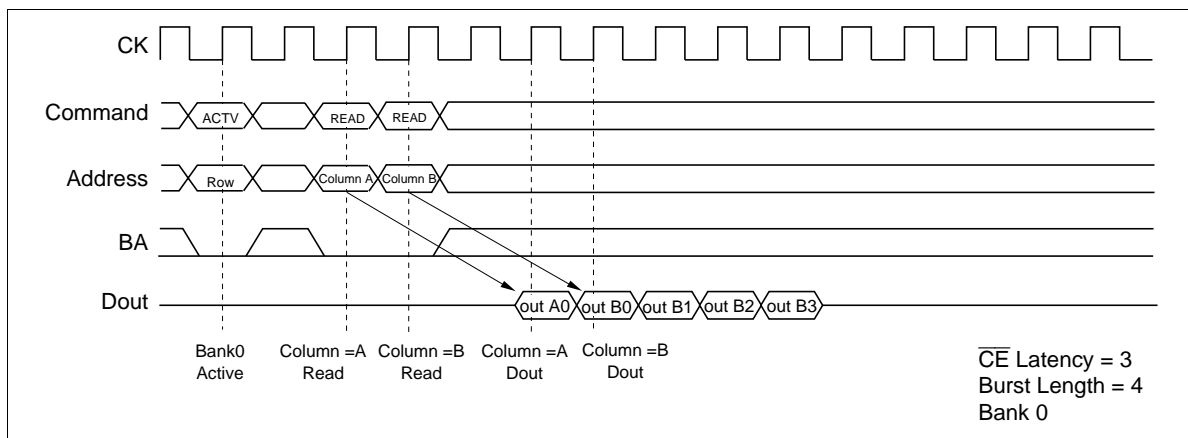 CK
Command
ACTV
READ
READ
Address
Row
Column A
Column B
BA
Dout
out A0
out B0
out B1
out B2
out B3
Bank0
Active
Column =A
Read
Column =B
Read
Column =A
Dout
Column =B
Dout
C̅E̅ Latency = 3
Burst Length = 4
Bank 0